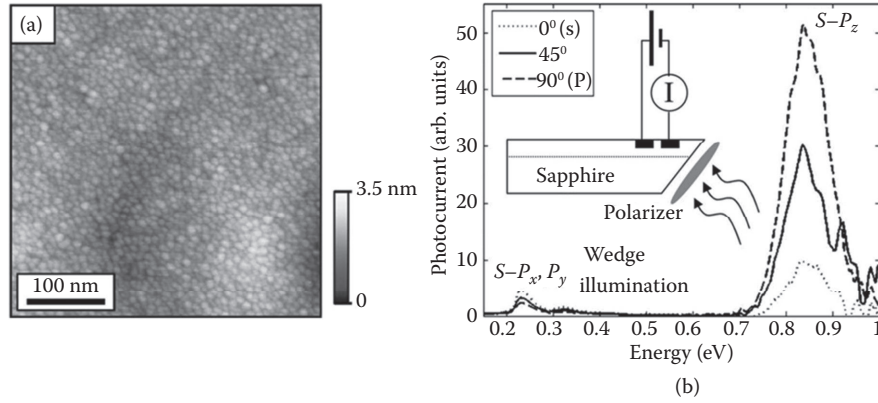 (a)
3.5 nm
0
100 nm
Photocurrent (arb. units)
50
40
30
20
10
0
0⁰ (s)
45⁰
90⁰ (P)
S–P_z
I
Sapphire
Polarizer
Wedge
illumination
S–P_x, P_y
0.2 0.3 0.4 0.5 0.6 0.7 0.8 0.9 1
Energy (eV)
(b)